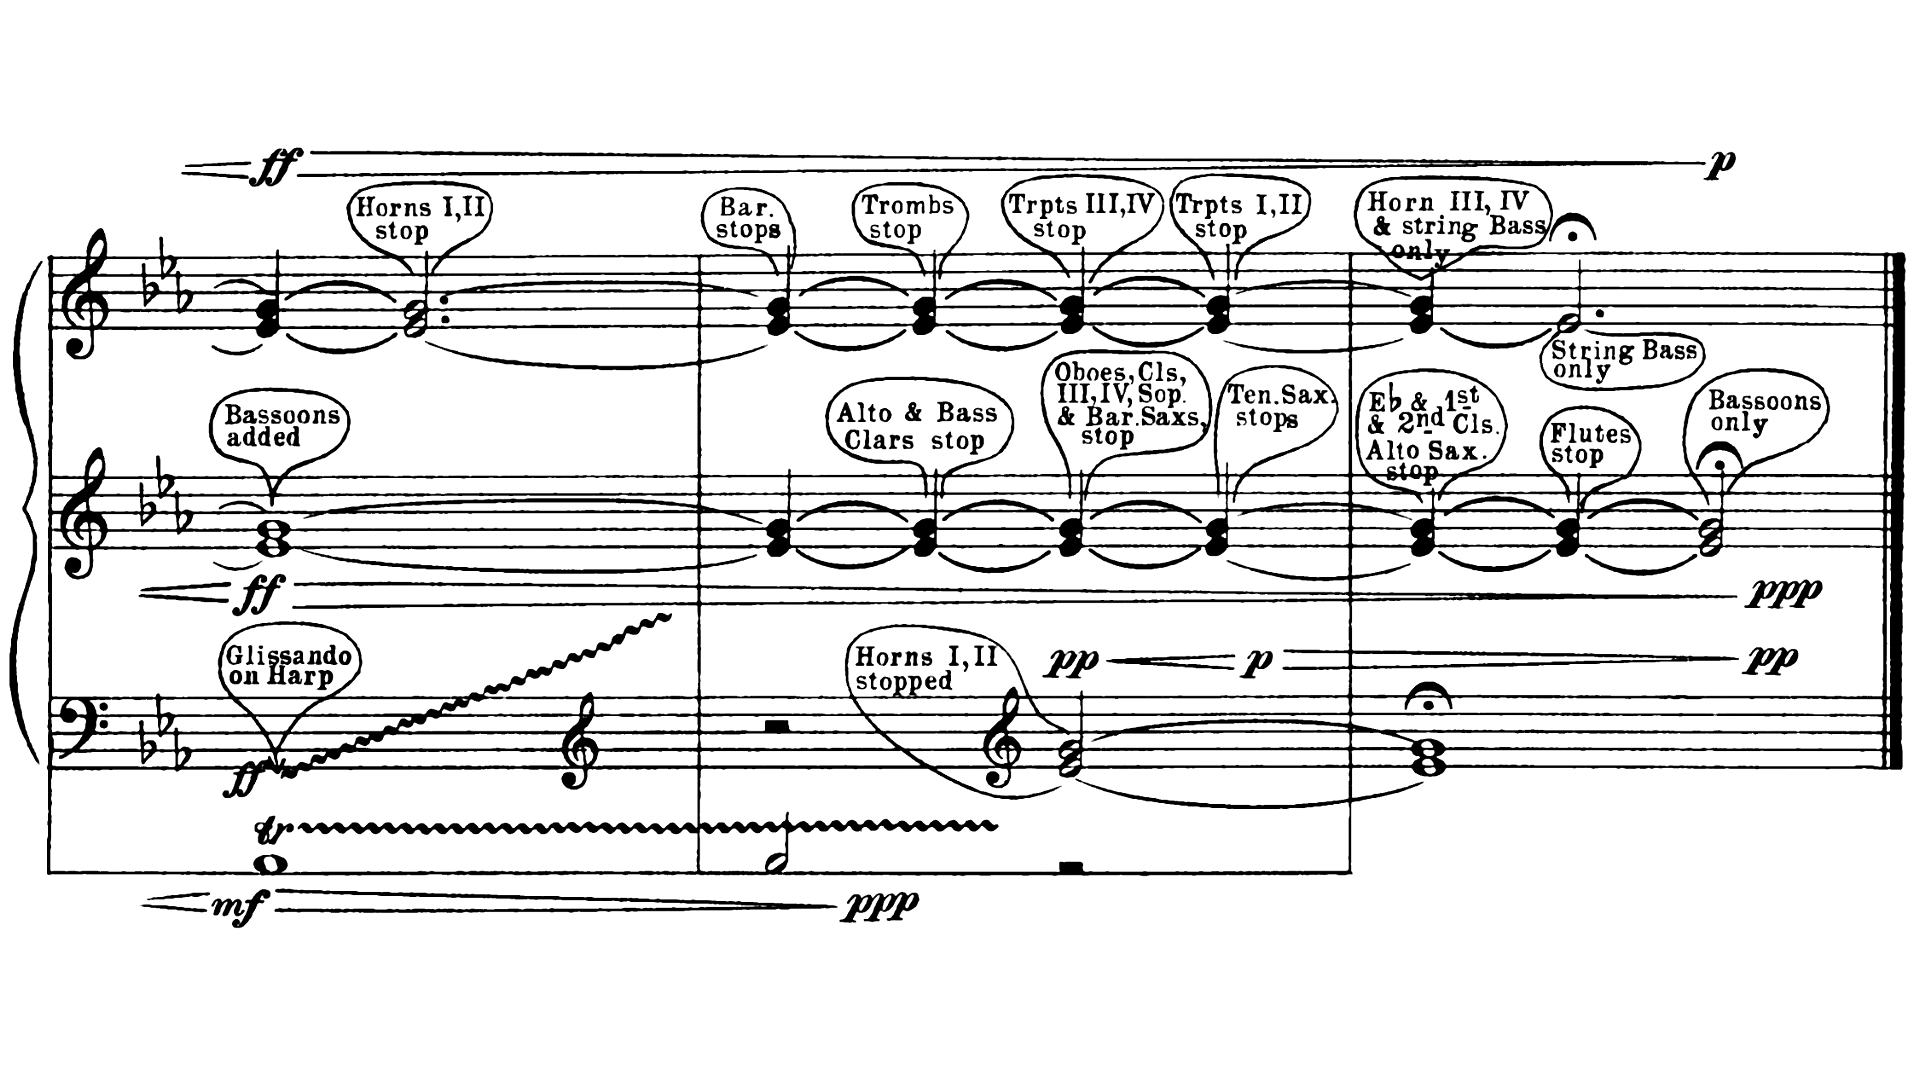 ff
p
Horns I, II
stop
Bar.
stops
Trombs
stop
Trpts III, IV
stop
Trpts I, II
stop
Horn III, IV
& string Bass
only
String Bass
only
Bassoons
added
Alto & Bass
Clars stop
Oboes, Cls,
III, IV, Sop.
& Bar. Saxs,
stop
Ten. Sax.
stops
E♭ & 1st
& 2nd Cls.
Alto Sax.
stop
Flutes
stop
Bassoons
only
ff
ppp
Glissando
on Harp
Horns I, II
stopped
pp
p
pp
ff
tr
mf
ppp